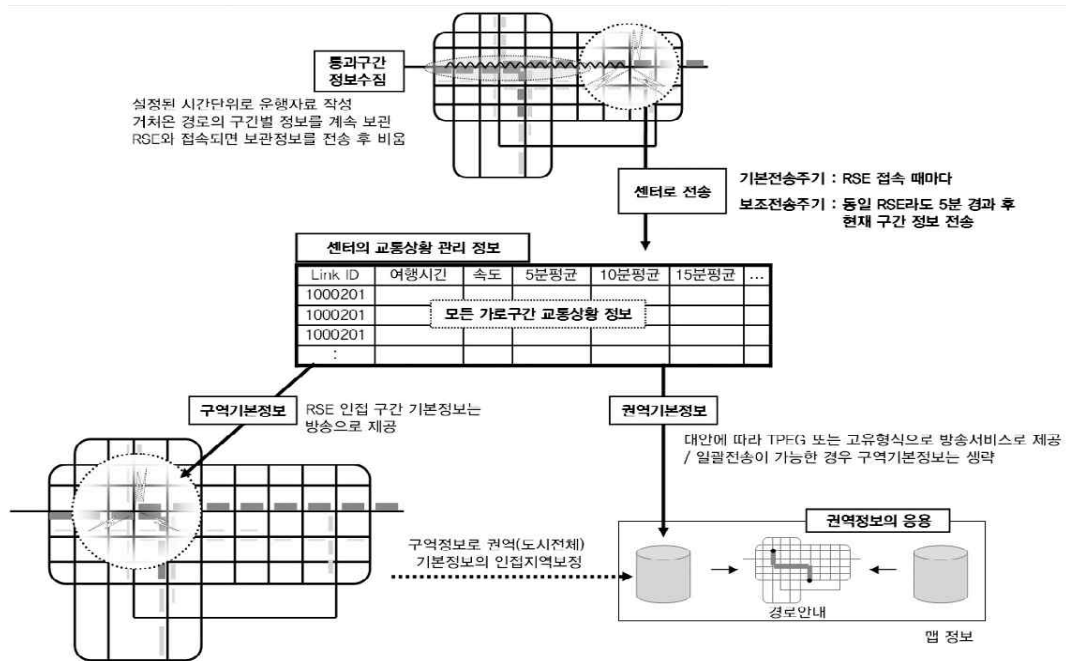 통과구간
정보수집
설정된 시간단위로 운행자료 작성
거쳐온 경로의 구간별 정보를 계속 보관
RSE와 접속되면 보관정보를 전송 후 비움
센터로 전송
기본전송주기 : RSE 접속 때마다
보조전송주기 : 동일 RSE라도 5분 경과 후
현재 구간 정보 전송
센터의 교통상황 관리 정보
Link ID 여행시간 속도 5분평균 10분평균 15분평균 ...
1000201
1000201
모든 가로구간 교통상황 정보
1000201
:
구역기본정보
RSE 인접 구간 기본정보는
방송으로 제공
권역기본정보
대안에 따라 TPEG 또는 고유형식으로 방송서비스로 제공
/ 일괄전송이 가능한 경우 구역기본정보는 생략
구역정보로 권역(도시전체)
기본정보의 인접지역보정
권역정보의 응용
경로안내
맵 정보